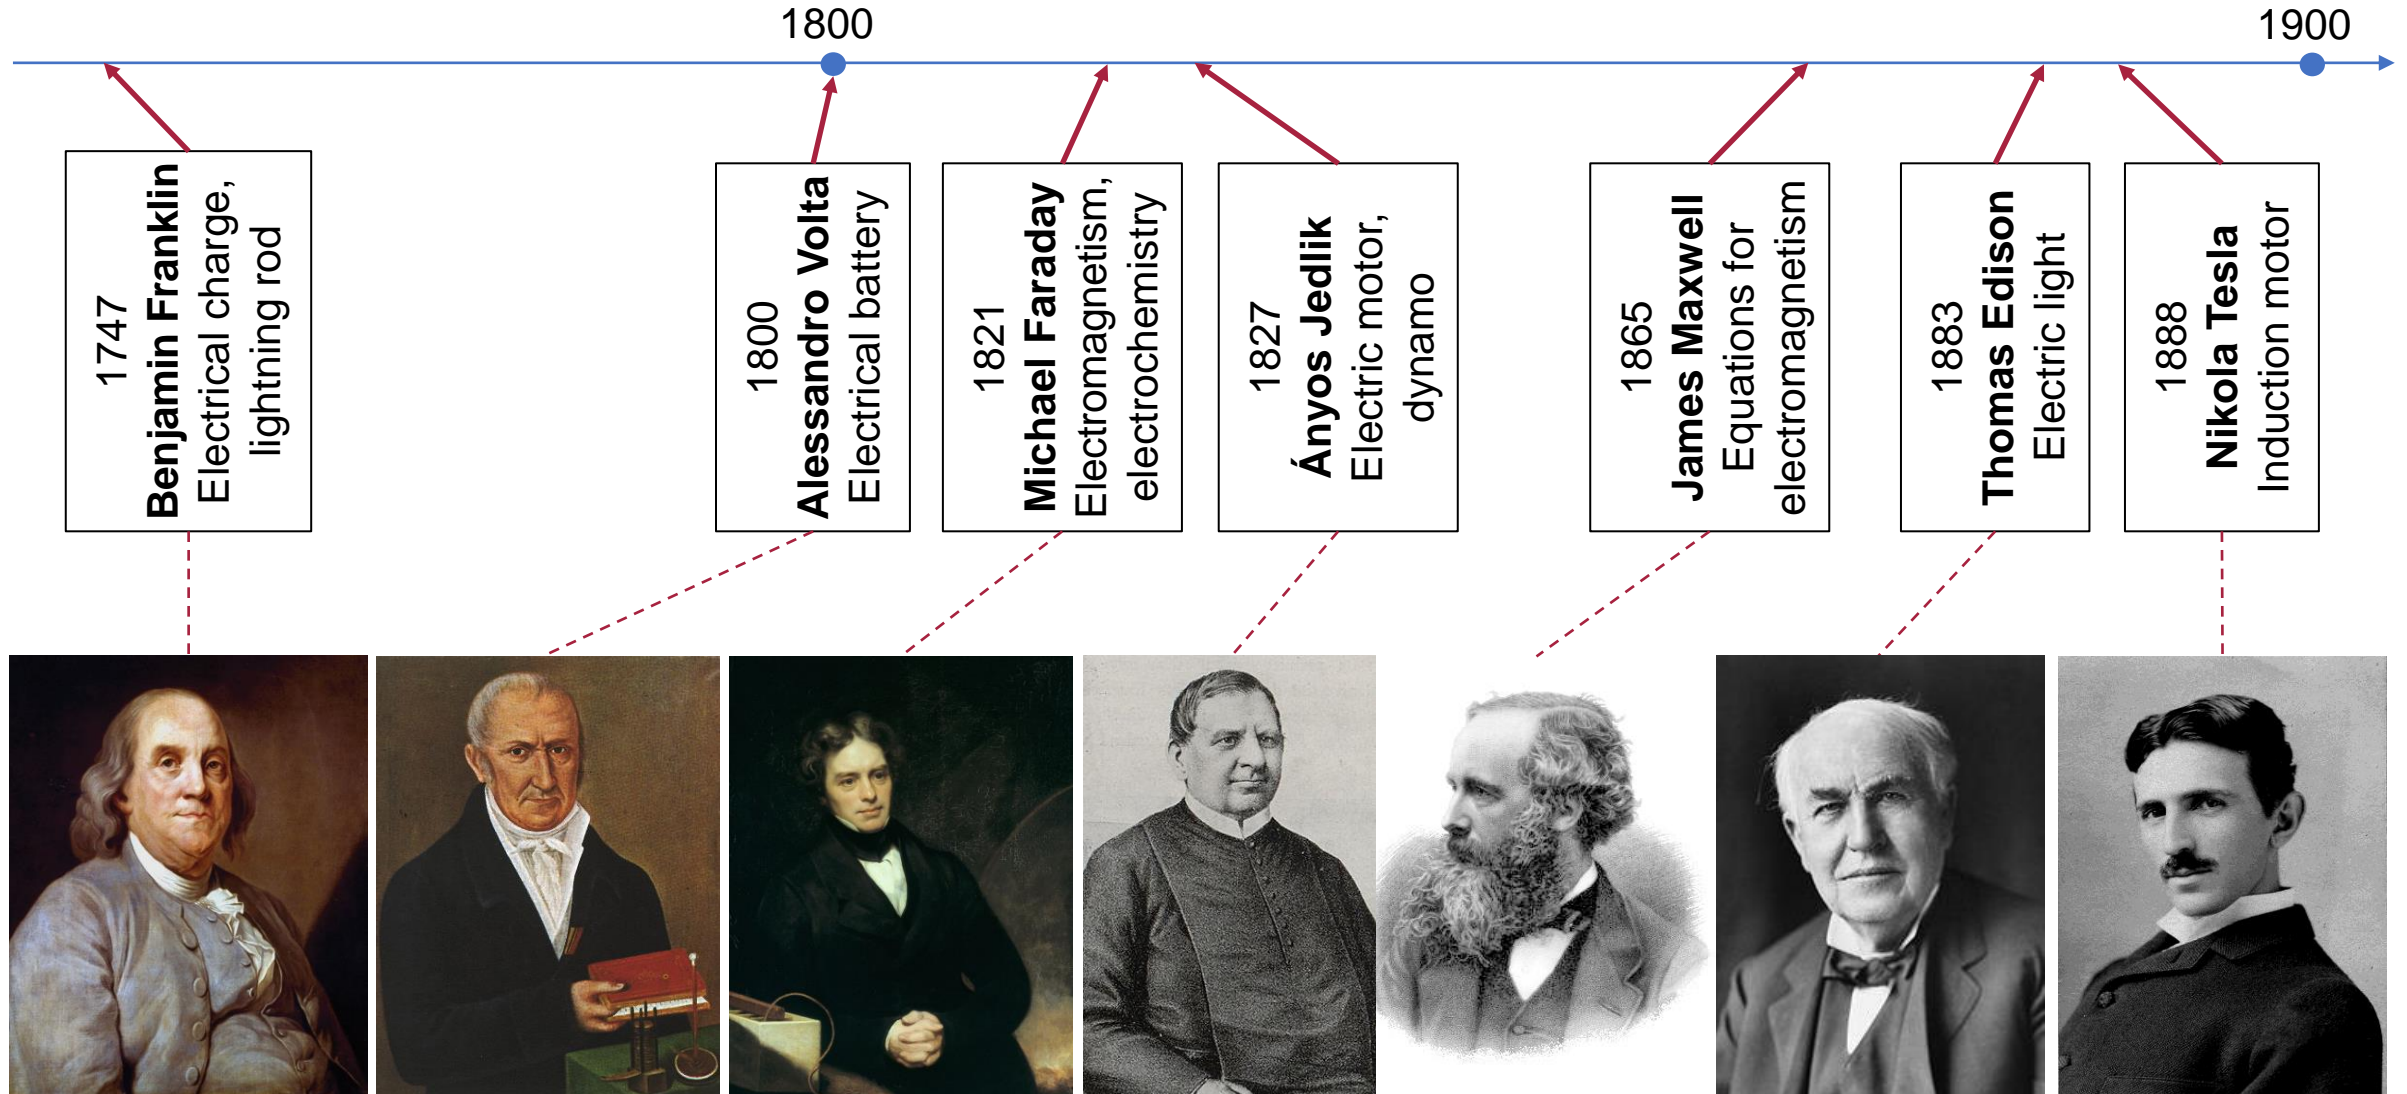 1800
1900
1747
Benjamin Franklin
Electrical charge,
lightning rod
1800
Alessandro Volta
Electrical battery
1821
Michael Faraday
Electromagnetism,
electrochemistry
1827
Ányos Jedlik
Electric motor,
dynamo
1865
James Maxwell
Equations for
electromagnetism
1883
Thomas Edison
Electric light
1888
Nikola Tesla
Induction motor